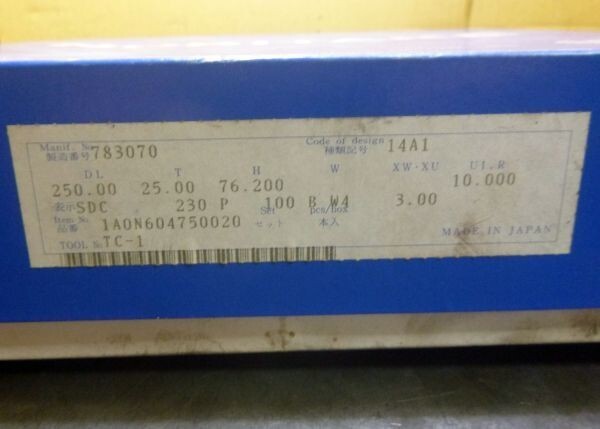 Manif. No. 製造番号 783070 Code of design 種類記号 14A1
DL T H W XW·XU U1.R
250.00 25.00 76.200 10.000
表示 SDC 230 P 100 B W4 3.00
Item No. 品番 1A0N604750020 Set セット pcs/box 本入
TOOL No. TC-1 MADE IN JAPAN